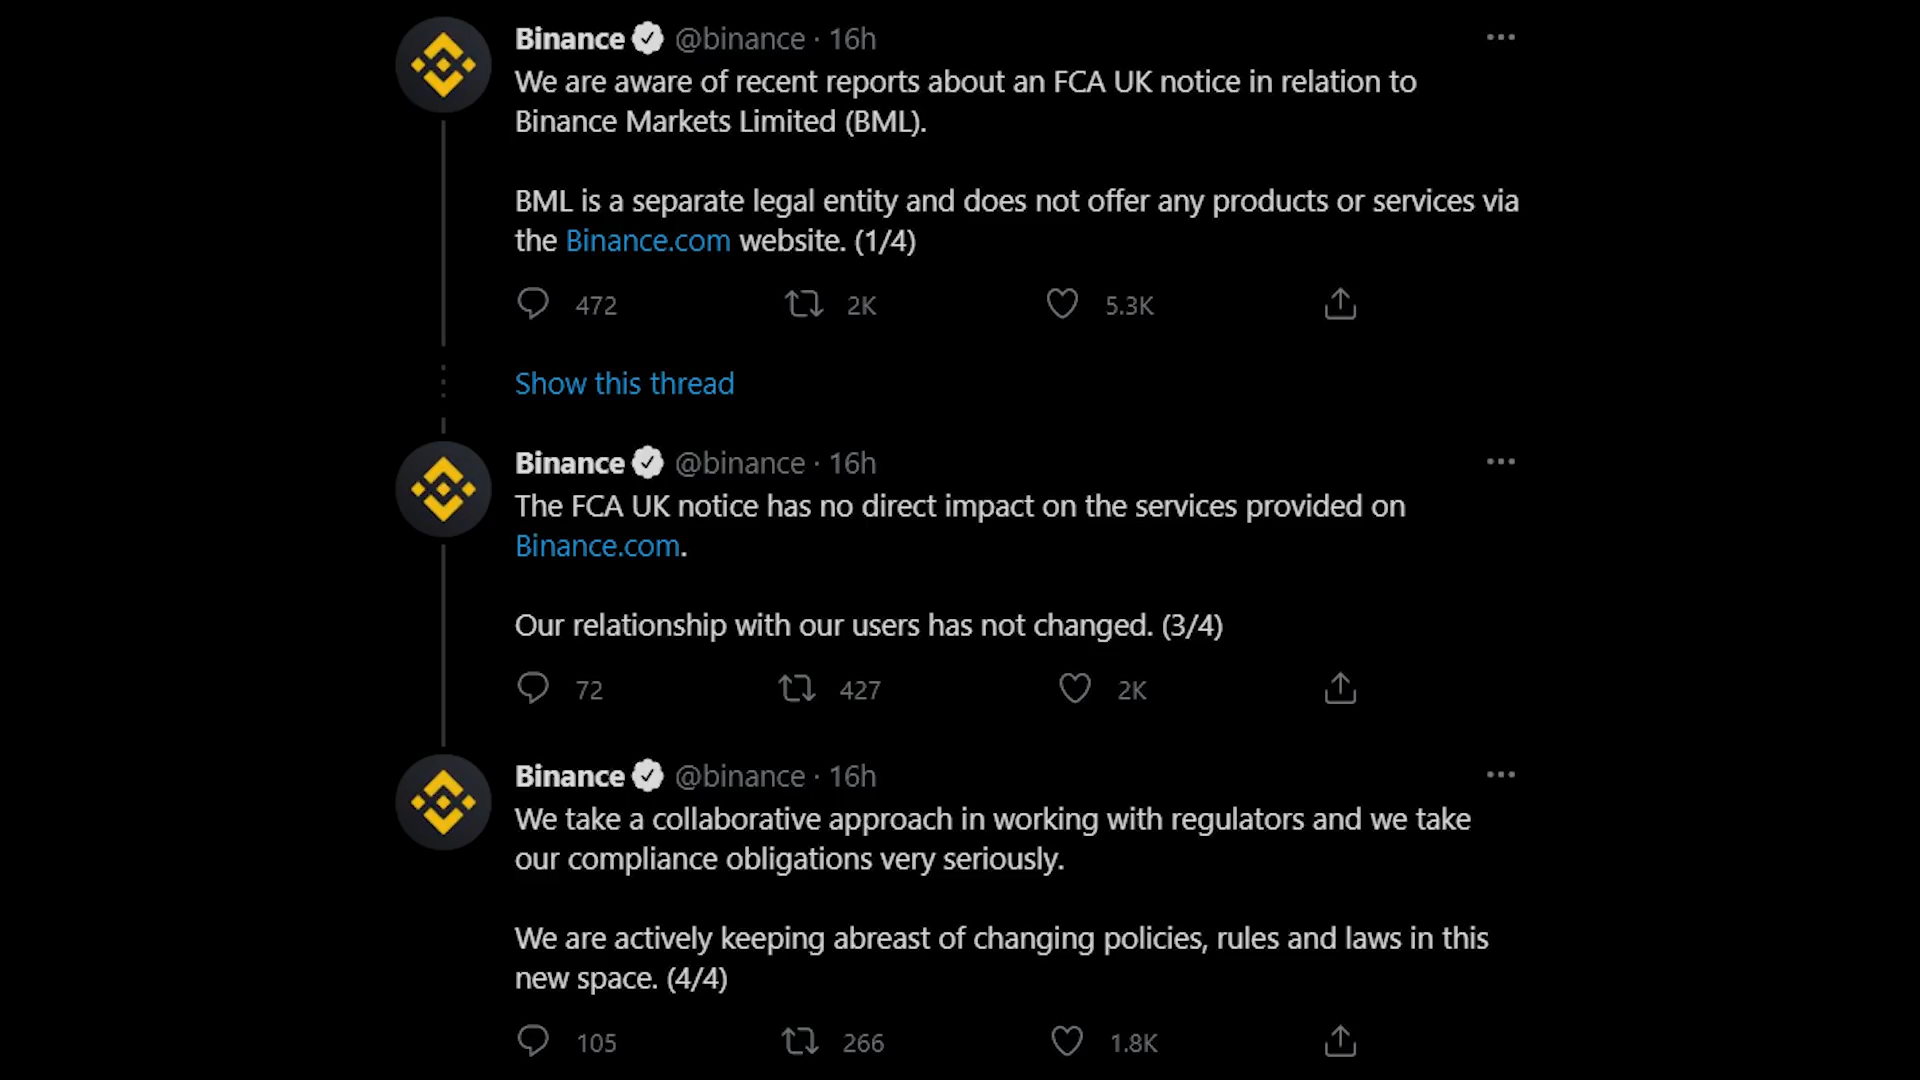 Binance @binance · 16h
We are aware of recent reports about an FCA UK notice in relation to
Binance Markets Limited (BML).
BML is a separate legal entity and does not offer any products or services via
the Binance.com website. (1/4)
472 2K 5.3K
Show this thread
Binance @binance · 16h
The FCA UK notice has no direct impact on the services provided on
Binance.com.
Our relationship with our users has not changed. (3/4)
72 427 2K
Binance @binance · 16h
We take a collaborative approach in working with regulators and we take
our compliance obligations very seriously.
We are actively keeping abreast of changing policies, rules and laws in this
new space. (4/4)
105 266 1.8K